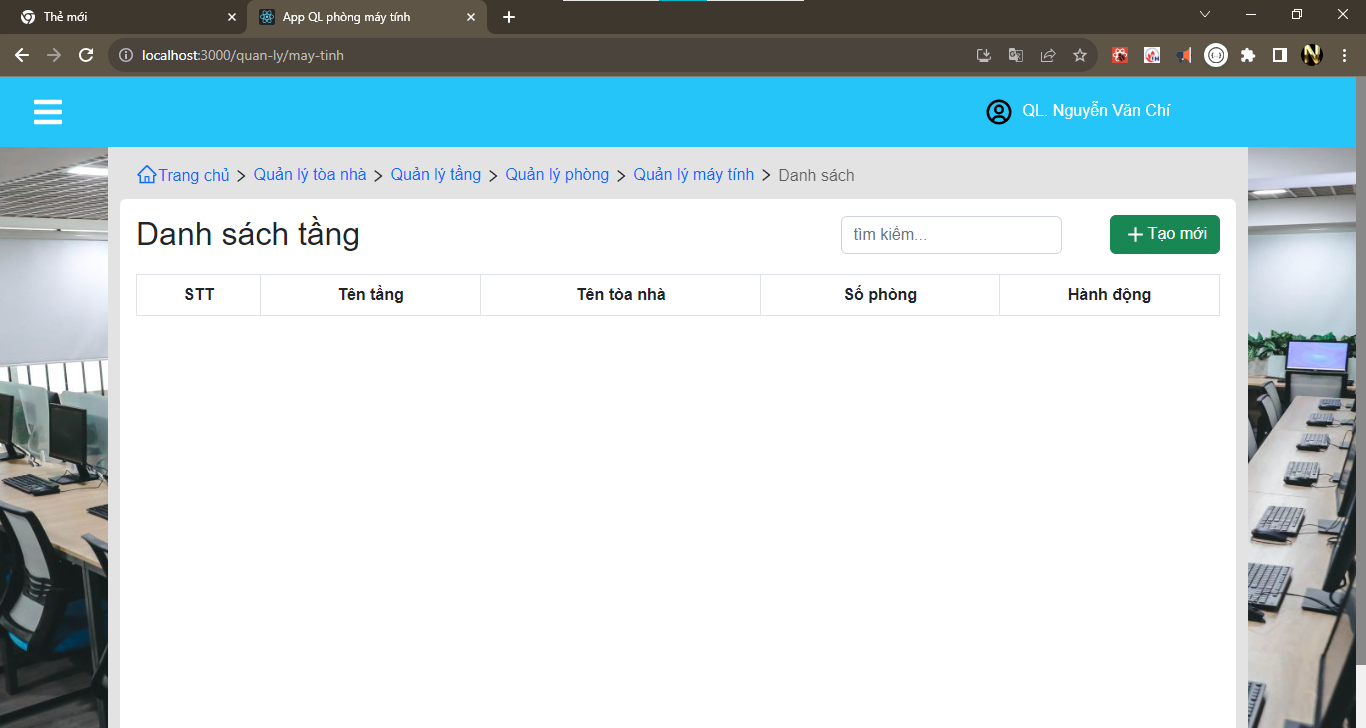 Thẻ mới
App QL phòng máy tính
localhost:3000/quan-ly/may-tinh
QL. Nguyễn Văn Chí
Trang chủ > Quản lý tòa nhà > Quản lý tầng > Quản lý phòng > Quản lý máy tính > Danh sách
Danh sách tầng
tìm kiếm...
+ Tạo mới
STT Tên tầng Tên tòa nhà Số phòng Hành động